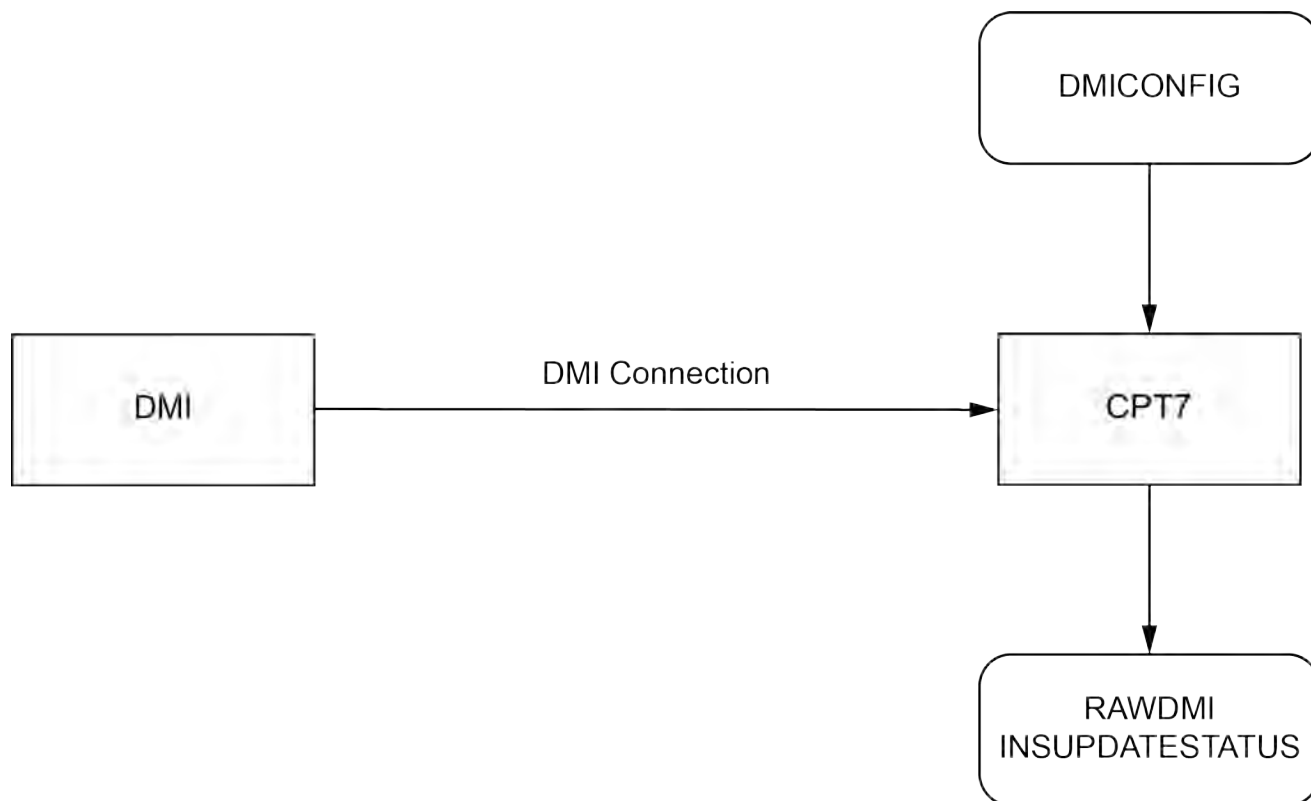 DMICONFIG
DMI Connection
DMI
CPT7
RAWDMI
INSUPDATESTATUS